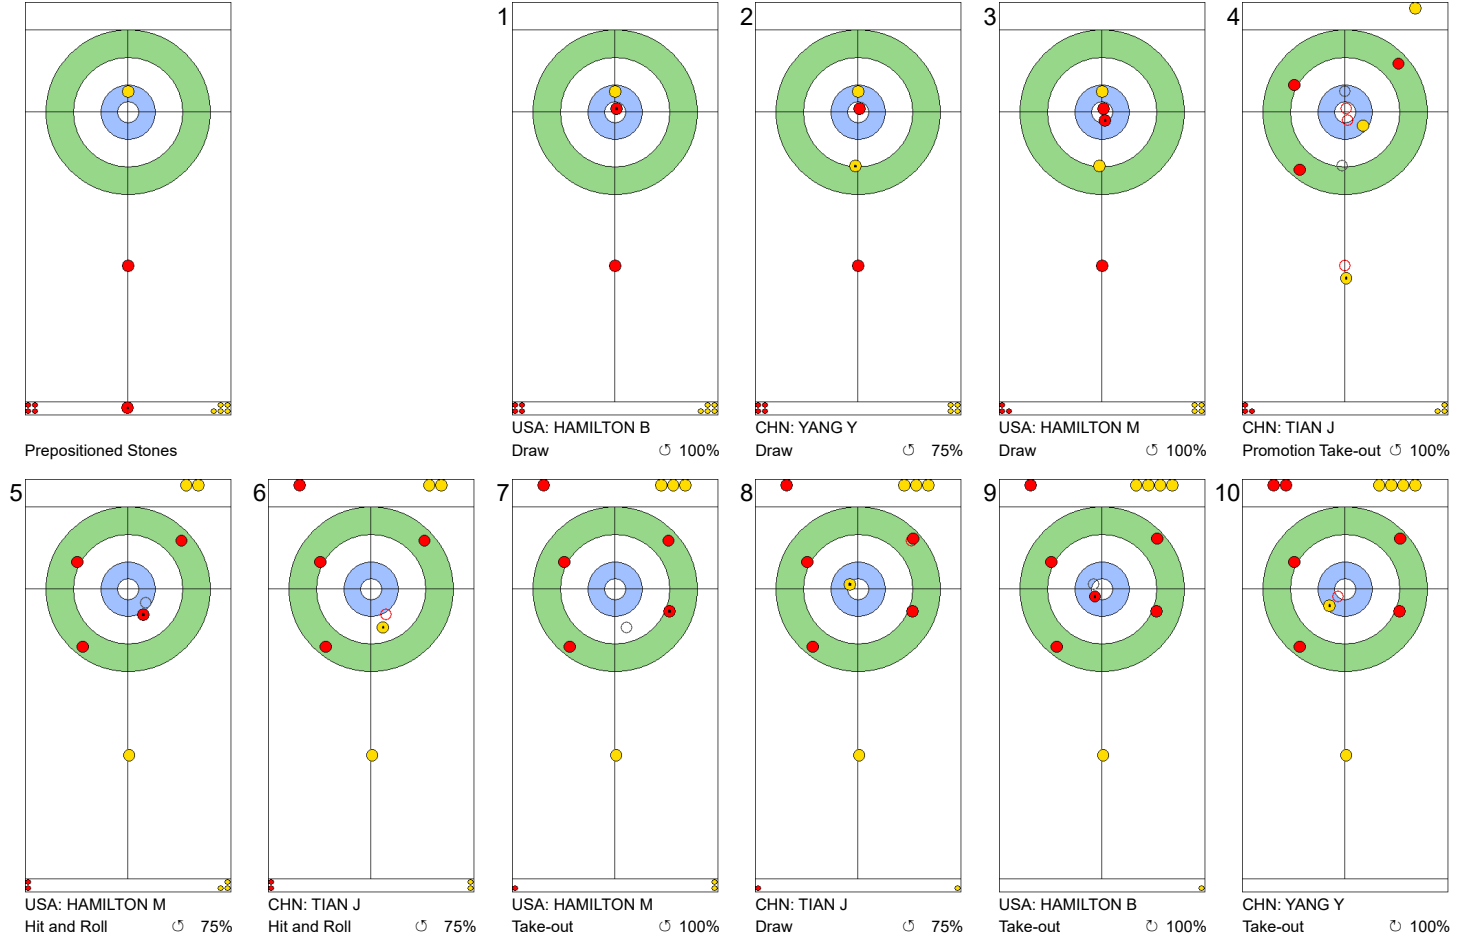 1
2
3
4
USA: HAMILTON B
CHN: YANG Y
USA: HAMILTON M
CHN: TIAN J
Prepositioned Stones
Draw 100%
Draw 75%
Draw 100%
Promotion Take-out 100%
5
6
7
8
9
10
USA: HAMILTON M
CHN: TIAN J
USA: HAMILTON M
CHN: TIAN J
USA: HAMILTON B
CHN: YANG Y
Hit and Roll 75%
Hit and Roll 75%
Take-out 100%
Draw 75%
Take-out 100%
Take-out 100%